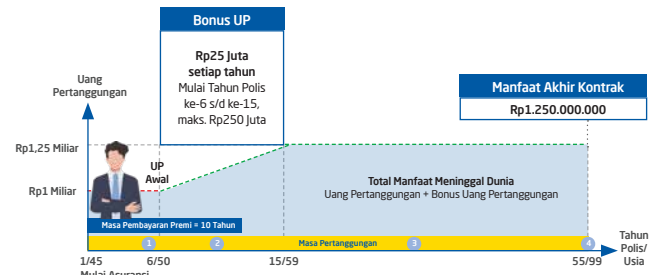 Bonus UP
Rp25 Juta
setiap tahun
Mulai Tahun Polis
ke-6 s/d ke-15,
maks. Rp250 Juta
Uang
Pertanggungan
Manfaat Akhir Kontrak
Rp1.250.000.000
Rp1,25 Miliar
UP
Awal
Rp1 Miliar
Total Manfaat Meninggal Dunia
Uang Pertanggungan + Bonus Uang Pertanggungan
Masa Pembayaran Premi = 10 Tahun
1
2
Masa Pertanggungan
3
4
Tahun
Polis/
Usia
1/45
6/50
15/59
55/99
Mulai Asuransi